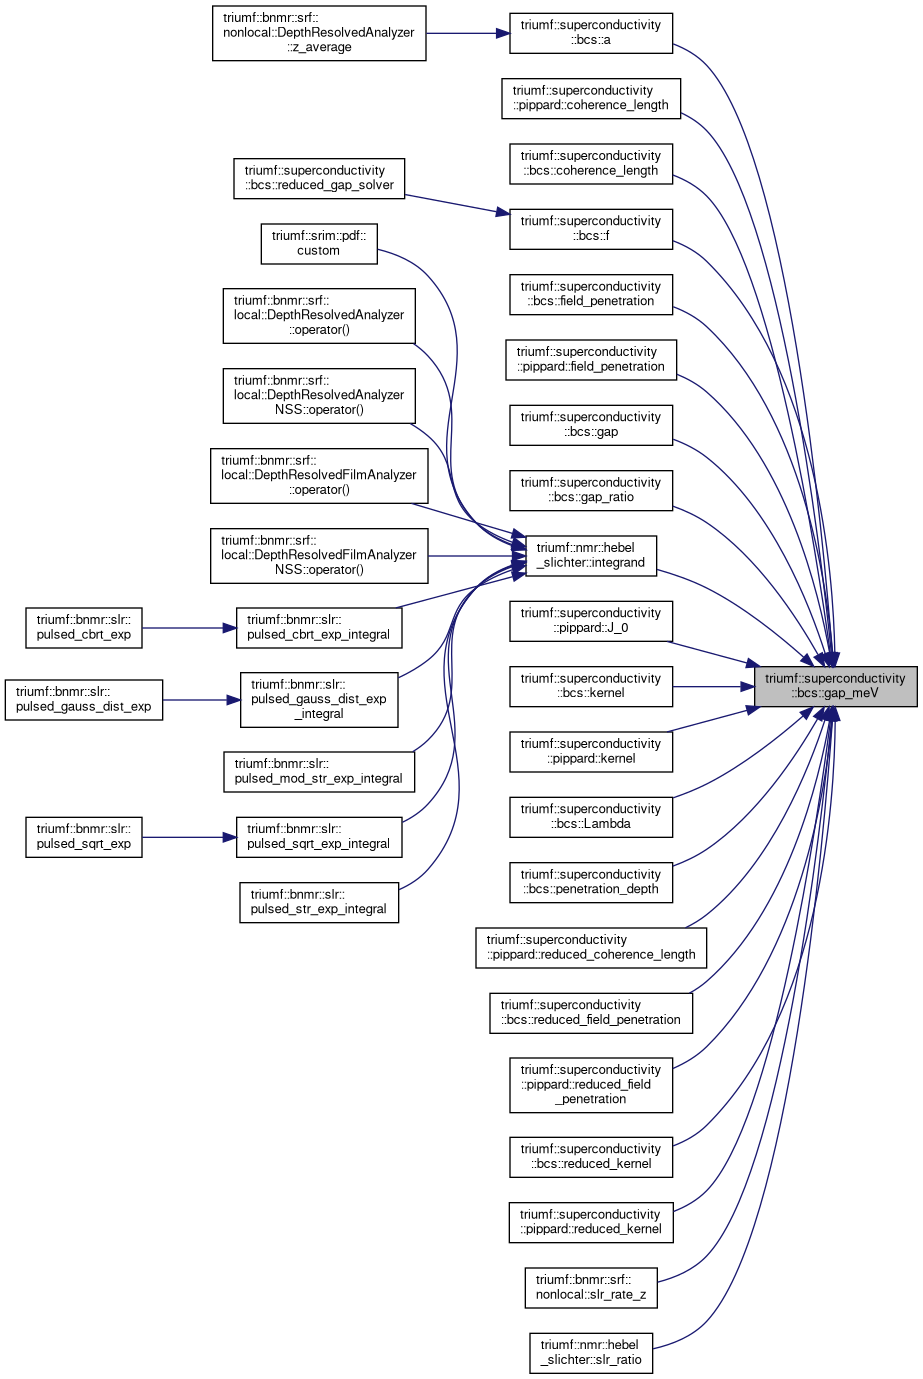 triumf::bnmr::srf::
nonlocal::DepthResolvedAnalyzer
::z_average
triumf::superconductivity
::bcs::a
triumf::superconductivity
::pippard::coherence_length
triumf::superconductivity
::bcs::coherence_length
triumf::superconductivity
::bcs::reduced_gap_solver
triumf::superconductivity
::bcs::f
triumf::srim::pdf::
custom
triumf::superconductivity
::bcs::field_penetration
triumf::bnmr::srf::
local::DepthResolvedAnalyzer
::operator()
triumf::superconductivity
::pippard::field_penetration
triumf::bnmr::srf::
local::DepthResolvedAnalyzer
NSS::operator()
triumf::superconductivity
::bcs::gap
triumf::bnmr::srf::
local::DepthResolvedFilmAnalyzer
::operator()
triumf::superconductivity
::bcs::gap_ratio
triumf::bnmr::srf::
local::DepthResolvedFilmAnalyzer
NSS::operator()
triumf::nmr::hebel
_slichter::integrand
triumf::bnmr::slr::
pulsed_cbrt_exp
triumf::bnmr::slr::
pulsed_cbrt_exp_integral
triumf::superconductivity
::pippard::J_0
triumf::bnmr::slr::
pulsed_gauss_dist_exp
triumf::bnmr::slr::
pulsed_gauss_dist_exp
_integral
triumf::superconductivity
::bcs::kernel
triumf::superconductivity
::bcs::gap_meV
triumf::bnmr::slr::
pulsed_mod_str_exp_integral
triumf::superconductivity
::pippard::kernel
triumf::bnmr::slr::
pulsed_sqrt_exp
triumf::bnmr::slr::
pulsed_sqrt_exp_integral
triumf::superconductivity
::bcs::Lambda
triumf::bnmr::slr::
pulsed_str_exp_integral
triumf::superconductivity
::bcs::penetration_depth
triumf::superconductivity
::pippard::reduced_coherence_length
triumf::superconductivity
::bcs::reduced_field_penetration
triumf::superconductivity
::pippard::reduced_field
_penetration
triumf::superconductivity
::bcs::reduced_kernel
triumf::superconductivity
::pippard::reduced_kernel
triumf::bnmr::srf::
nonlocal::slr_rate_z
triumf::nmr::hebel
_slichter::slr_ratio